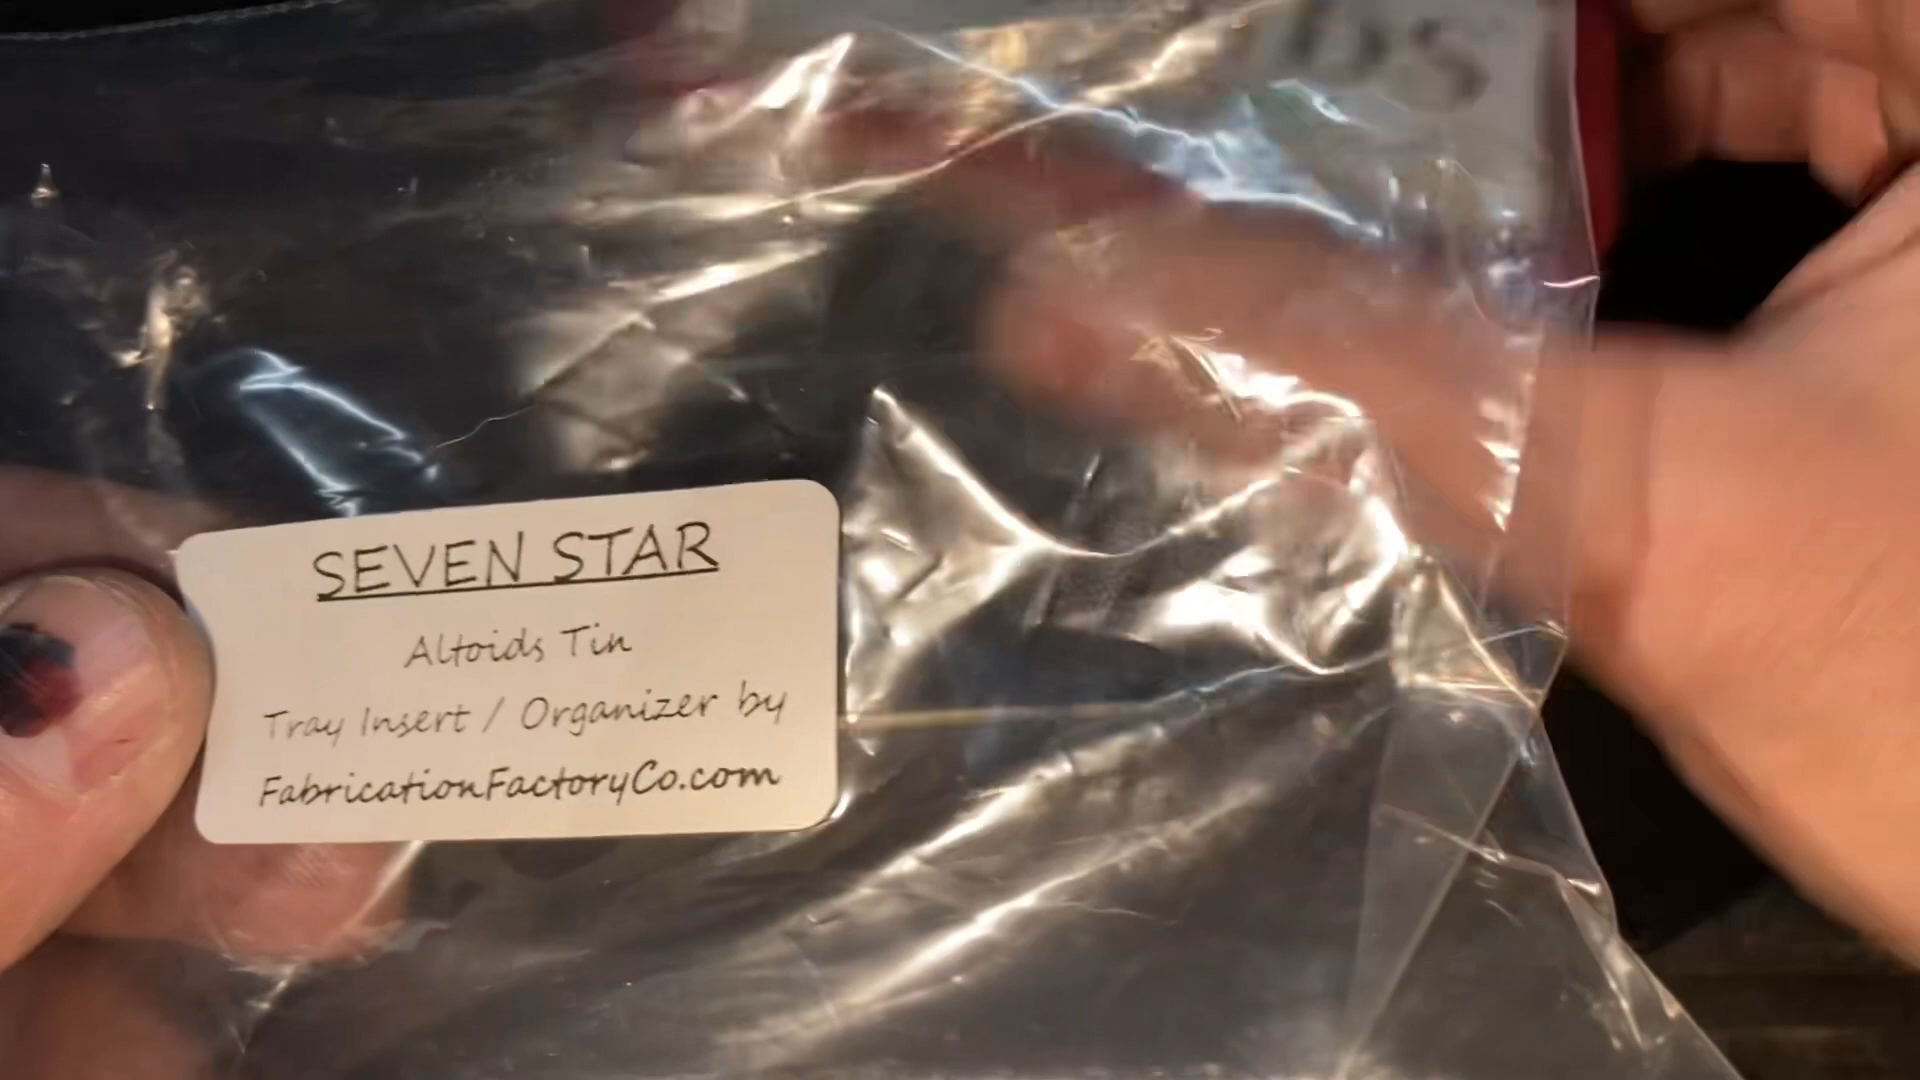 SEVEN STAR
Altoids Tin
Tray Insert / Organizer by
FabricationFactoryCo.com